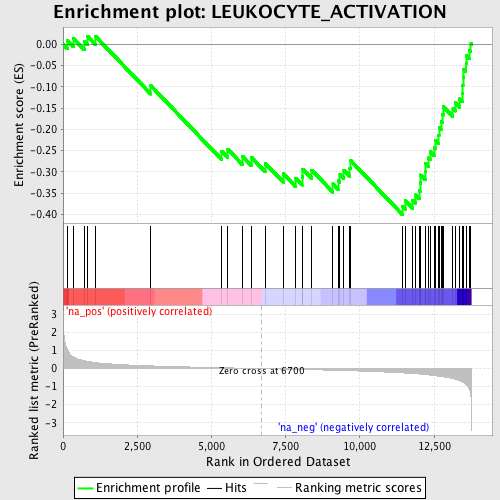 Enrichment plot: LEUKOCYTE_ACTIVATION
Enrichment score (ES)
0.00
-0.05
-0.10
-0.15
-0.20
-0.25
-0.30
-0.35
-0.40
'na_pos' (positively correlated)
Ranked list metric (PreRanked)
3
2
1
0
-1
-2
-3
Zero cross at 6700
'na_neg' (negatively correlated)
0
2,500
5,000
7,500
10,000
12,500
Rank in Ordered Dataset
Enrichment profile
Hits
Ranking metric scores